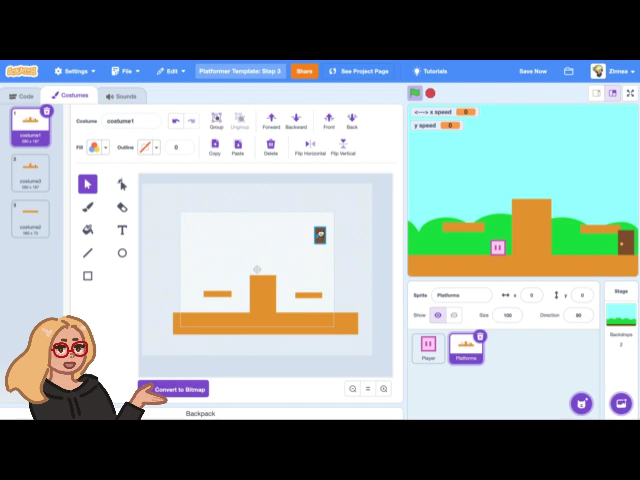 SCRATCH Settings File Edit Platformer Template: Step 3 Share See Project Page Tutorials Save Now Zinnea
Code Costumes Sounds
1
costume1
2
costume3
3
costume2
Costume costume1 Group Ungroup Forward Backward Front Back
Fill Outline 0 Copy Paste Delete Flip Horizontal Flip Vertical
T
Convert to Bitmap
Backpack
<---> x speed 0
y speed 0
Sprite Platforms x 0 y 0
Show Size 100 Direction 90
Player
Platforms
Stage
Backdrops
2